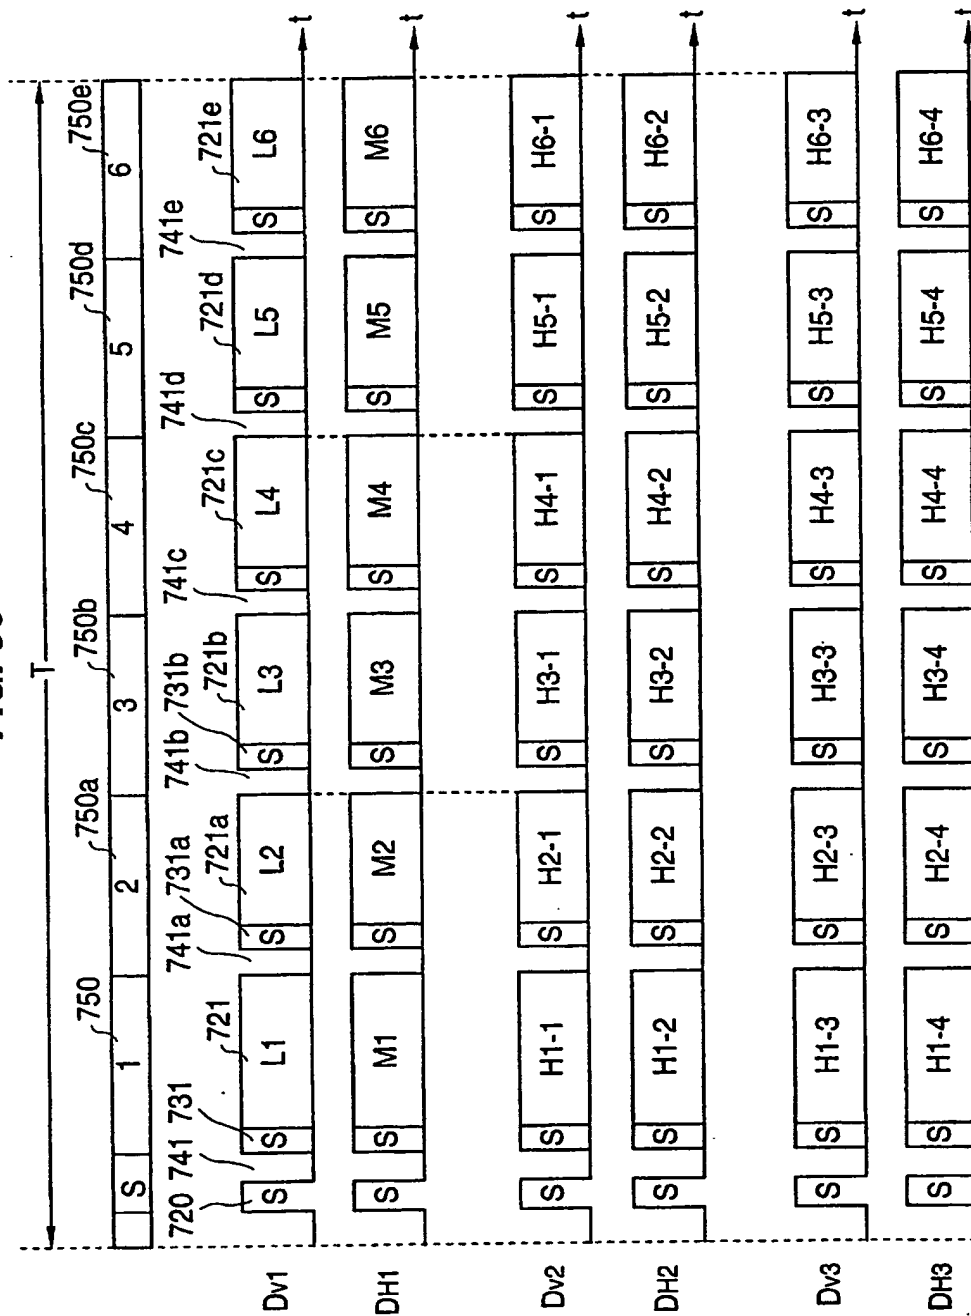 T
750 750a 750b 750c 750d 750e
S 1 2 3 4 5 6
720 741 731 721 741a 731a 721a 741b 731b 721b 741c 721c 741d 721d 741e 721e
Dv1 S S L1 S L2 S L3 S L4 S L5 S L6 t
DH1 S M1 S M2 S M3 S M4 S M5 S M6 t
Dv2 S S H1-1 S H2-1 S H3-1 S H4-1 S H5-1 S H6-1 t
DH2 S S H1-2 S H2-2 S H3-2 S H4-2 S H5-2 S H6-2 t
Dv3 S S H1-3 S H2-3 S H3-3 S H4-3 S H5-3 S H6-3 t
DH3 S S H1-4 S H2-4 S H3-4 S H4-4 S H5-4 S H6-4 t